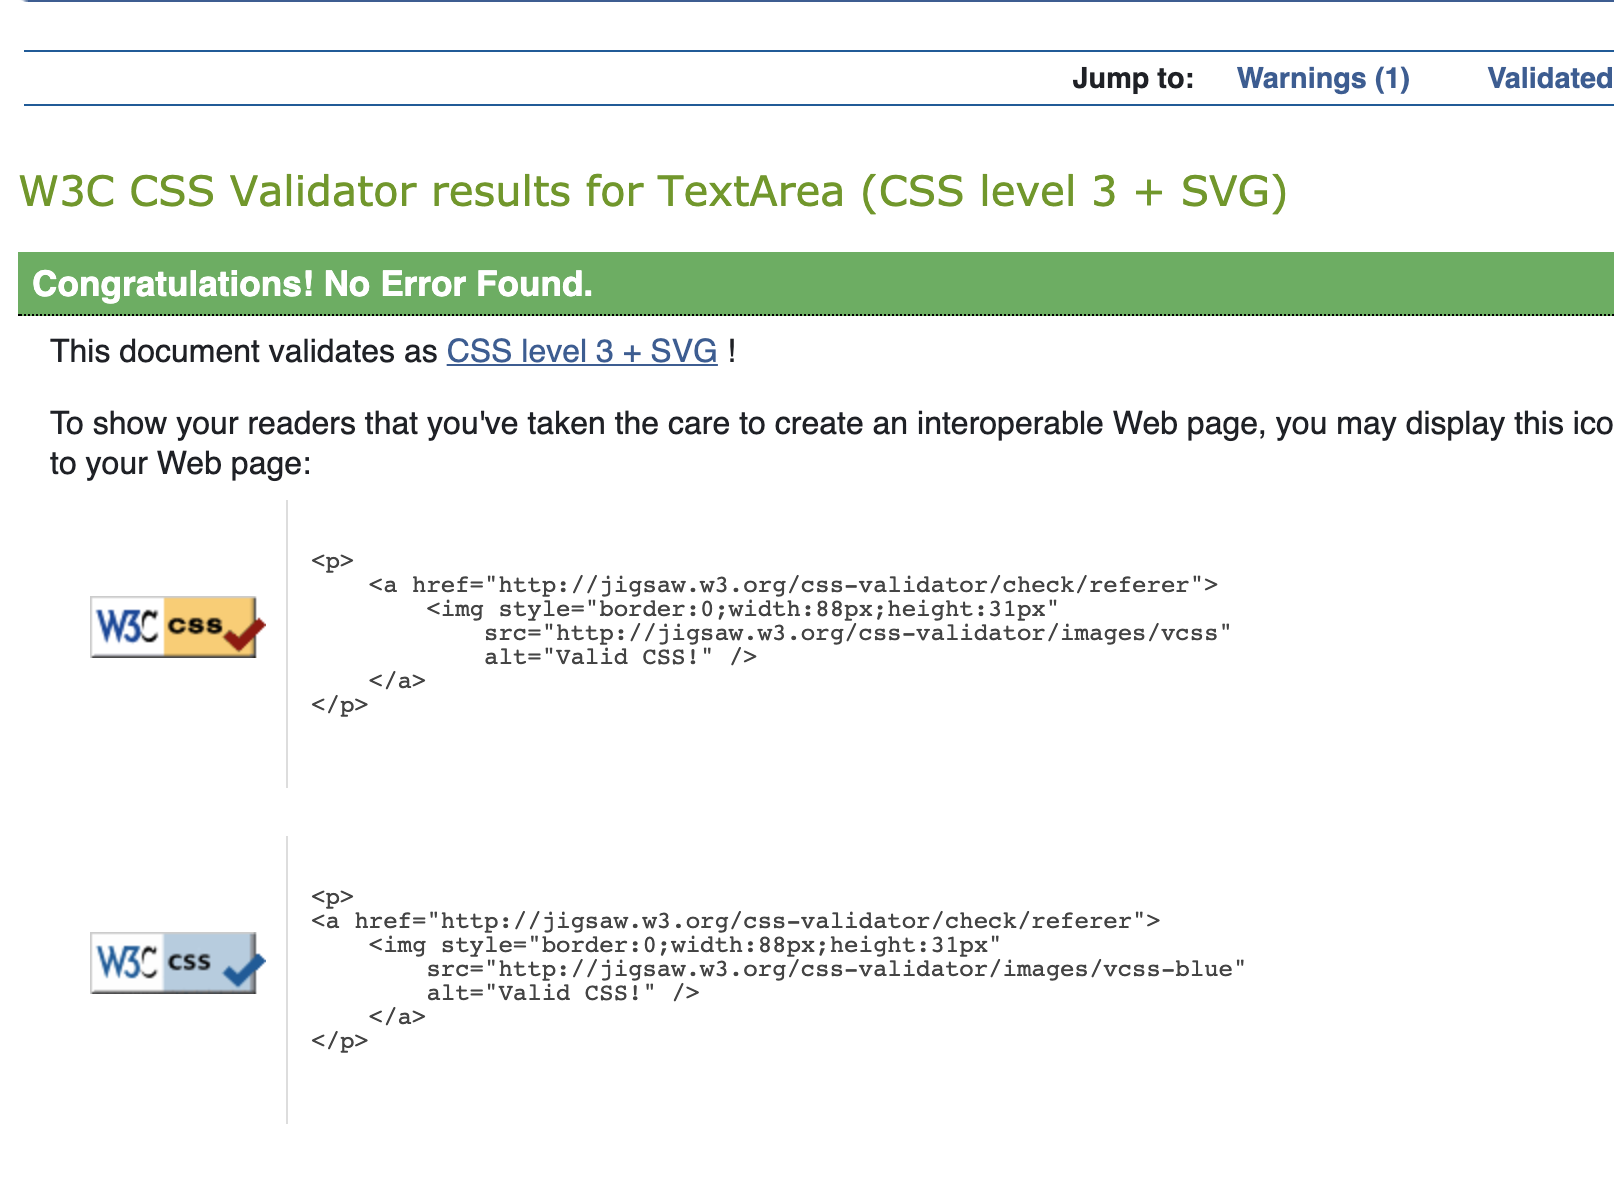 Jump to: Warnings (1) Validated
W3C CSS Validator results for TextArea (CSS level 3 + SVG)
Congratulations! No Error Found.
This document validates as CSS level 3 + SVG !
To show your readers that you've taken the care to create an interoperable Web page, you may display this ico
to your Web page:
<p>
<a href="http://jigsaw.w3.org/css-validator/check/referer">
W3C css
<img style="border:0;width:88px;height:31px"
src="http://jigsaw.w3.org/css-validator/images/vcss"
alt="Valid CSS!" />
</a>
</p>
<p>
<a href="http://jigsaw.w3.org/css-validator/check/referer">
W3C css
<img style="border:0;width:88px;height:31px"
src="http://jigsaw.w3.org/css-validator/images/vcss-blue"
alt="Valid CSS!" />
</a>
</p>